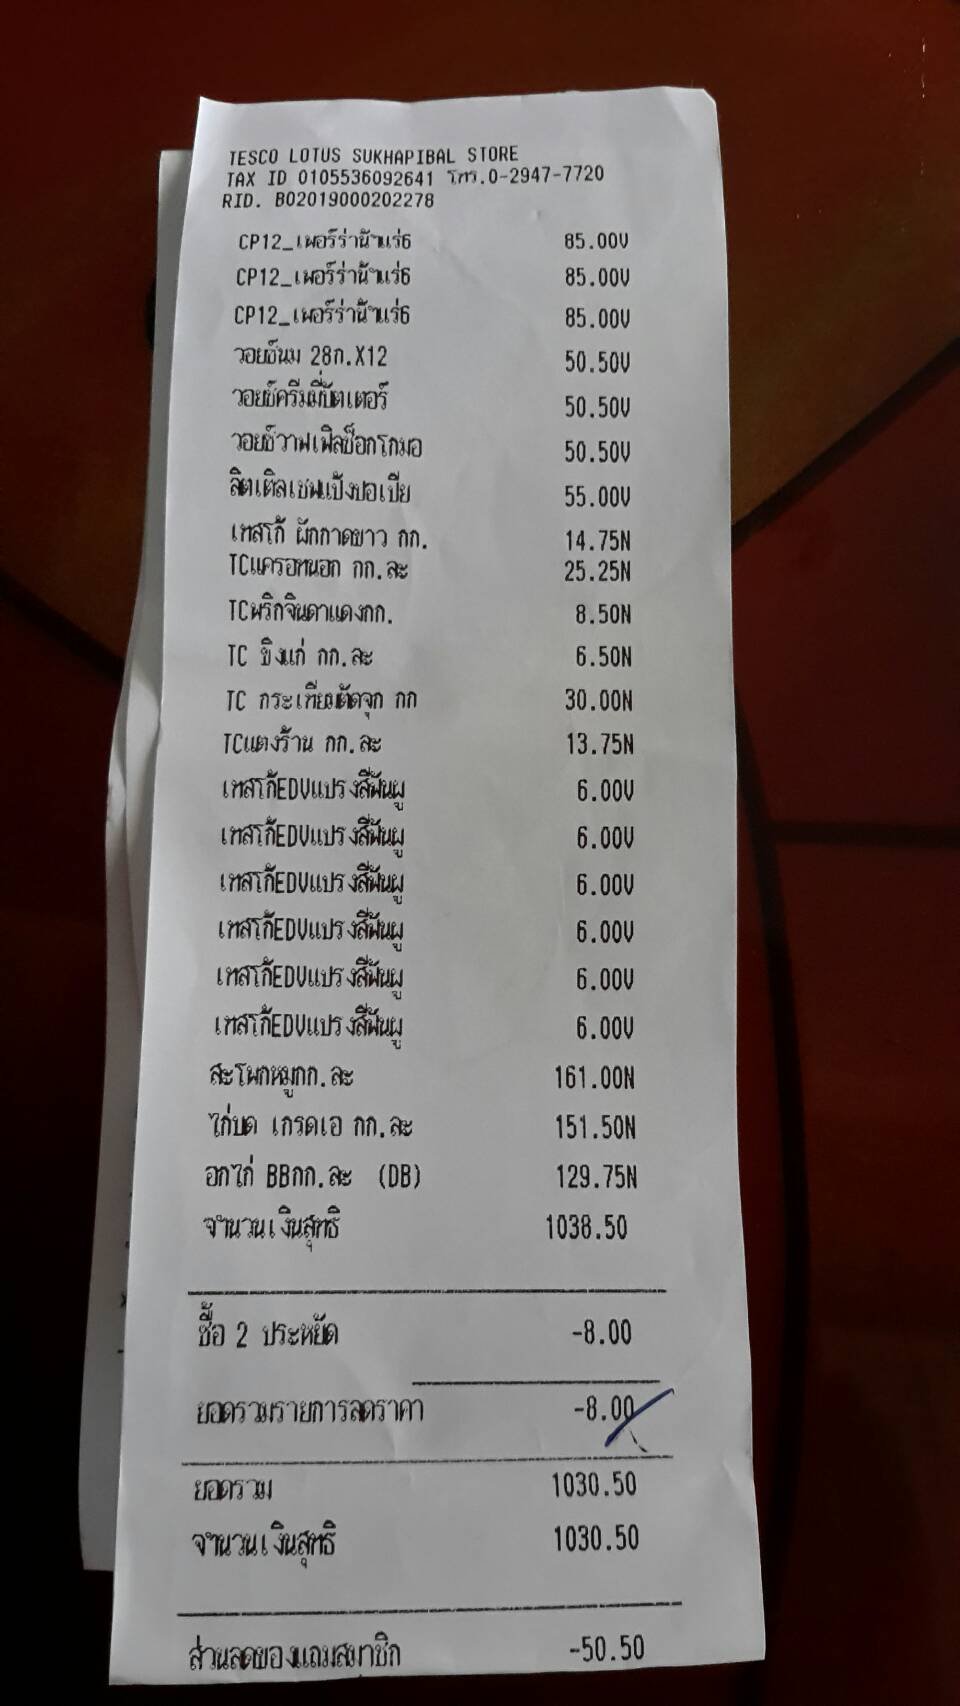 TESCO LOTUS SUKHAPIBAL STORE
TAX ID 0105536092641 โทร.0-2947-7720
RID. B02019000202278
CP12_เพอร์ร่าน้ำแร่6 85.00V
CP12_เพอร์ร่าน้ำแร่6 85.00V
CP12_เพอร์ร่าน้ำแร่6 85.00V
วอยซ์นม 28ก.X12 50.50V
วอยซ์ครีมมี่บัตเตอร์ 50.50V
วอยซ์วาฟเฟิลช็อกโกมอ 50.50V
ลิตเติลเชฟแป้งปอเปี๊ย 55.00V
เทสโก้ ผักกาดขาว กก. 14.75N
TCแครอทนอก กก.ละ 25.25N
TCพริกจินดาแดงกก. 8.50N
TC ขิงแก่ กก.ละ 6.50N
TC กระเทียมตัดจุก กก 30.00N
TCแตงร้าน กก.ละ 13.75N
เทสโก้EDVแปรงสีฟันผู 6.00V
เทสโก้EDVแปรงสีฟันผู 6.00V
เทสโก้EDVแปรงสีฟันผู 6.00V
เทสโก้EDVแปรงสีฟันผู 6.00V
เทสโก้EDVแปรงสีฟันผู 6.00V
เทสโก้EDVแปรงสีฟันผู 6.00V
สะโพกหมูกก.ละ 161.00N
ไก่บด เกรดเอ กก.ละ 151.50N
อกไก่ BBกก.ละ (DB) 129.75N
จำนวนเงินสุทธิ 1038.50
ซื้อ 2 ประหยัด -8.00
ยอดรวมรายการลดราคา -8.00
ยอดรวม 1030.50
จำนวนเงินสุทธิ 1030.50
ส่วนลดของแถมสมาชิก -50.50